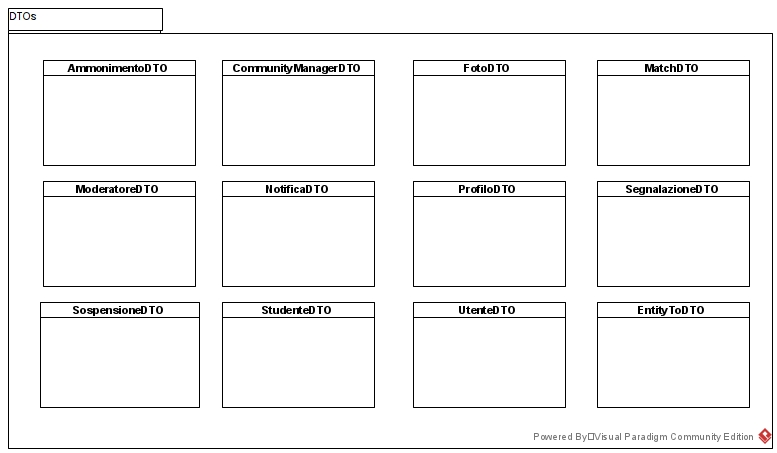 DTOs
AmmonimentoDTO CommunityManagerDTO FotoDTO MatchDTO
ModeratoreDTO NotificaDTO ProfiloDTO SegnalazioneDTO
SospensioneDTO StudenteDTO UtenteDTO EntityToDTO
Powered By□Visual Paradigm Community Edition